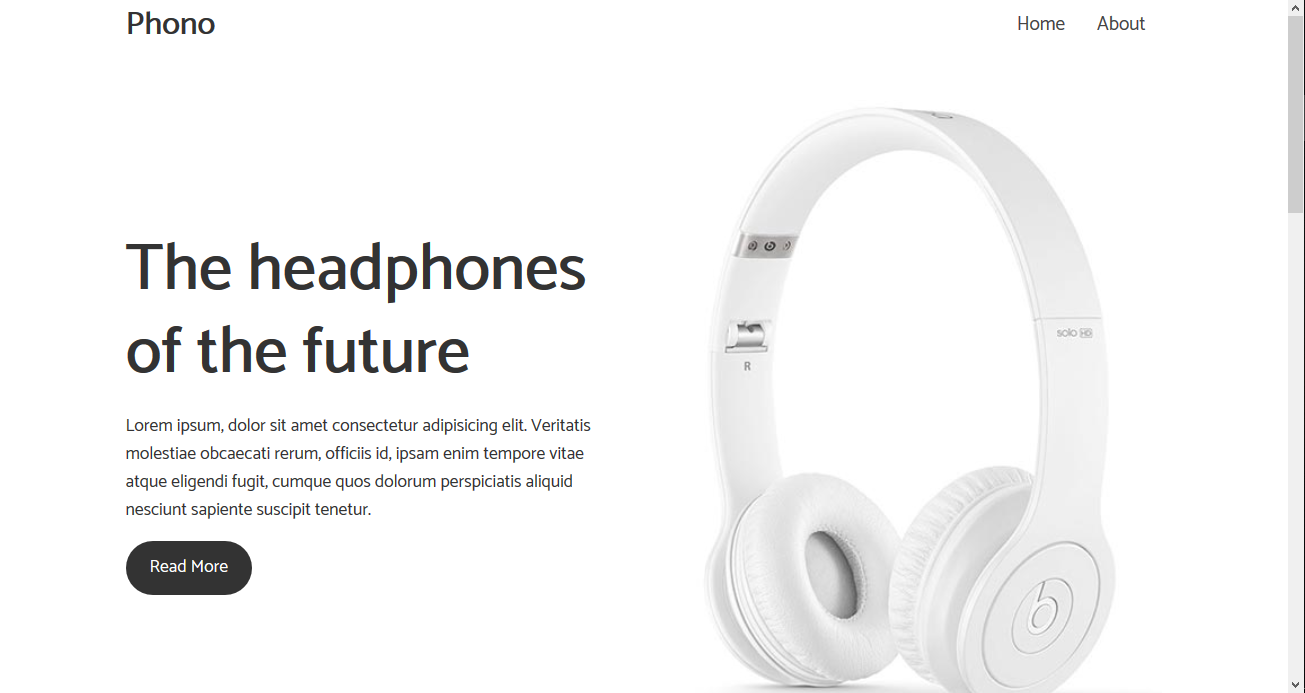 Phono
Home About
The headphones
of the future
Lorem ipsum, dolor sit amet consectetur adipisicing elit. Veritatis
molestiae obcaecati rerum, officiis id, ipsam enim tempore vitae
atque eligendi fugit, cumque quos dolorum perspiciatis aliquid
nesciunt sapiente suscipit tenetur.
Read More
solo HD
R
b